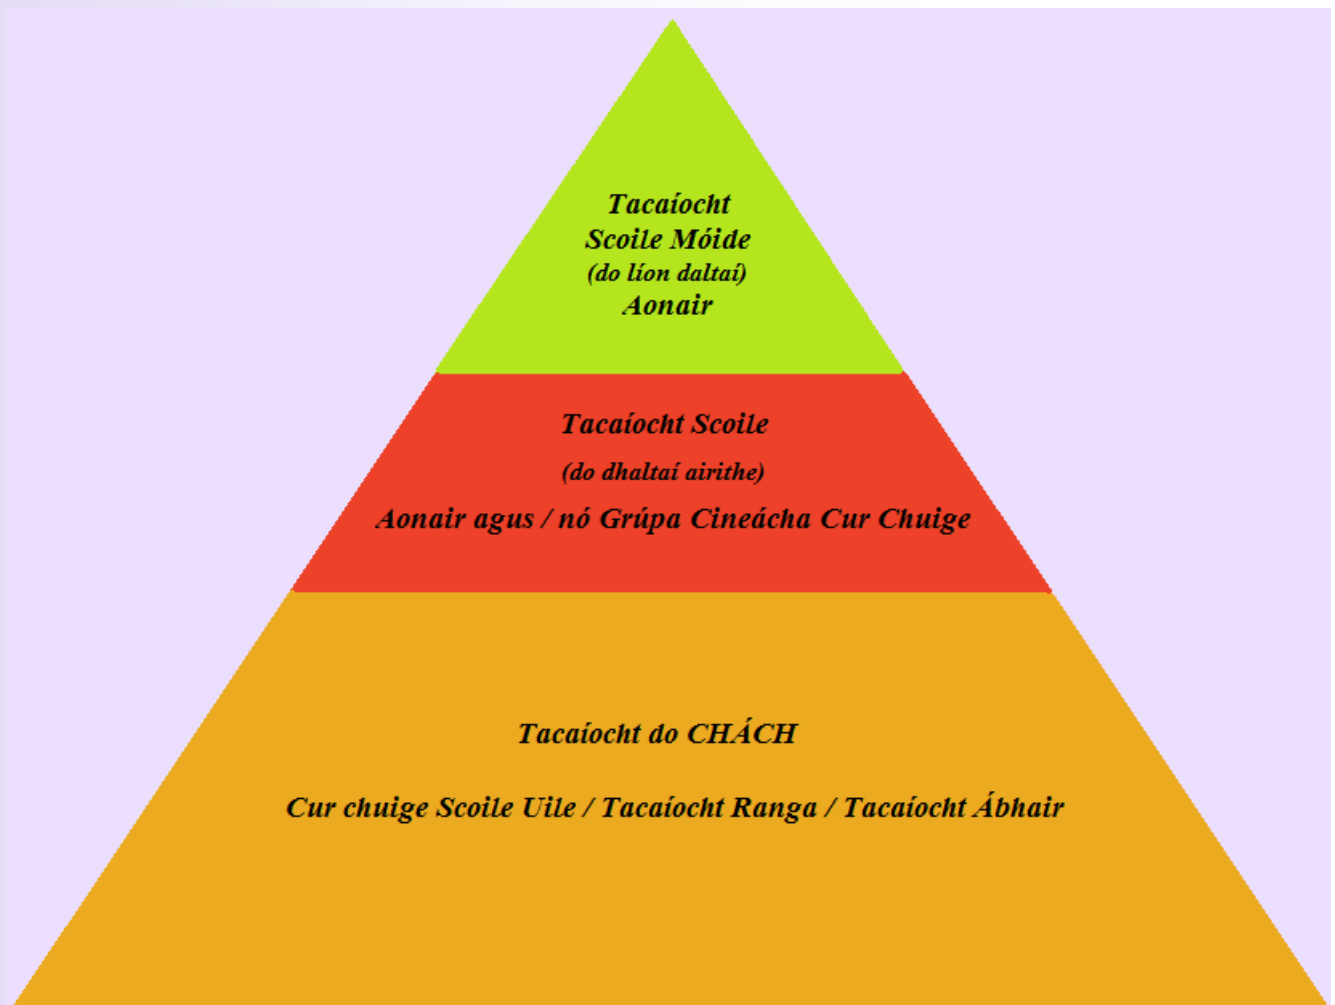 Tacaíocht
Scoile Móide
(do líon daltaí)
Aonair
Tacaíocht Scoile
(do dhaltaí airithe)
Aonair agus / nó Grúpa Cineácha Cur Chuige
Tacaíocht do CHÁCH
Cur chuige Scoile Uile / Tacaíocht Ranga / Tacaíocht Ábhair